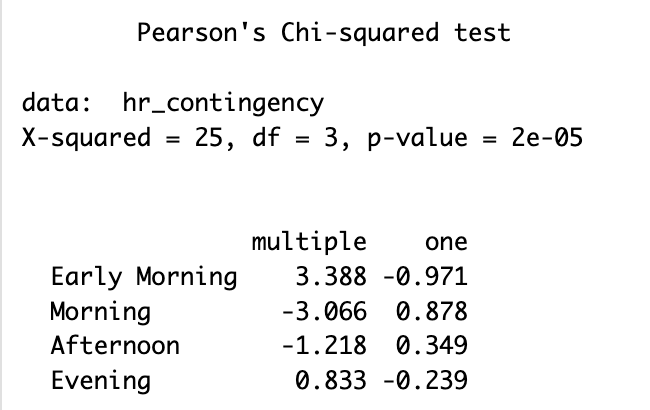 Pearson's Chi-squared test
data:  hr_contingency
X-squared = 25, df = 3, p-value = 2e-05
multiple    one
Early Morning    3.388 -0.971
Morning         -3.066  0.878
Afternoon       -1.218  0.349
Evening          0.833 -0.239